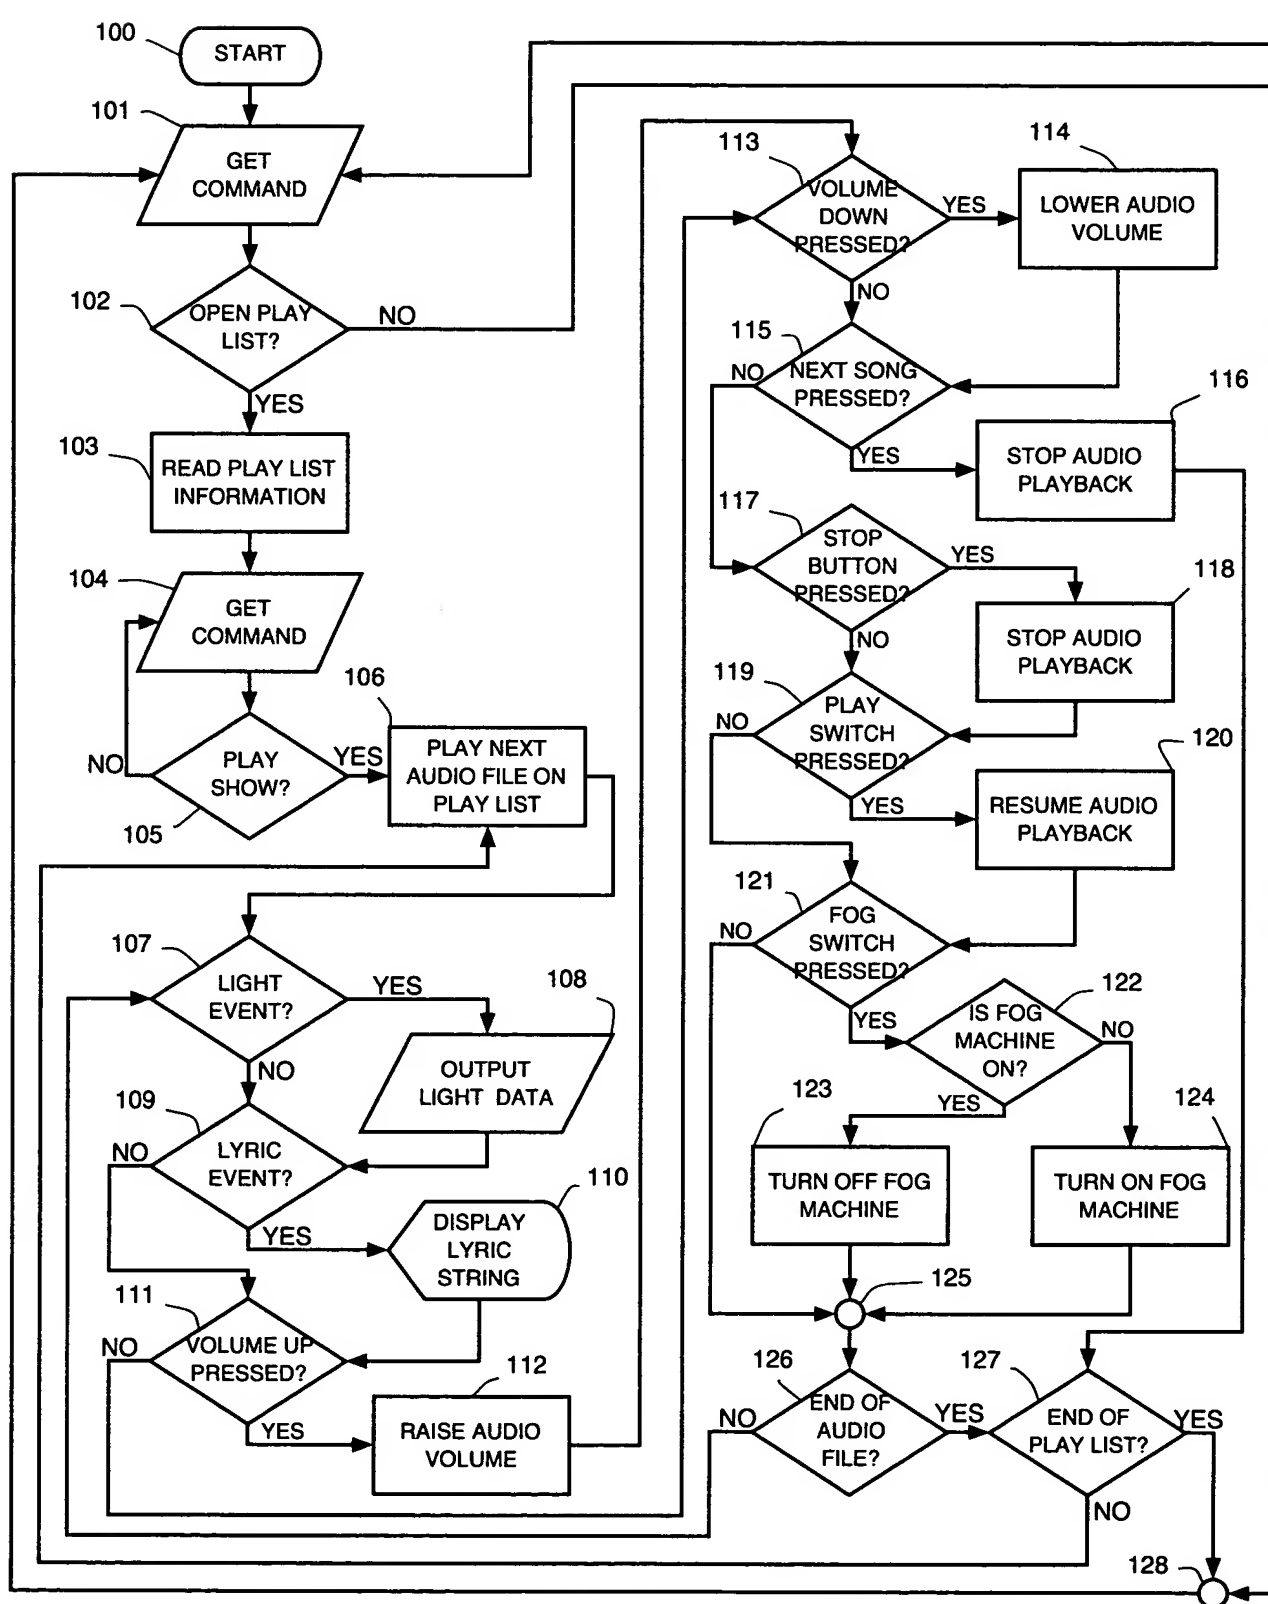 100
START
101
GET
COMMAND
102
OPEN PLAY
LIST?
NO
YES
103
READ PLAY LIST
INFORMATION
104
GET
COMMAND
105
PLAY
SHOW?
NO
YES
106
PLAY NEXT
AUDIO FILE ON
PLAY LIST
107
LIGHT
EVENT?
YES
NO
108
OUTPUT
LIGHT DATA
109
LYRIC
EVENT?
NO
YES
110
DISPLAY
LYRIC
STRING
111
VOLUME UP
PRESSED?
NO
YES
112
RAISE AUDIO
VOLUME
113
VOLUME
DOWN
PRESSED?
YES
NO
114
LOWER AUDIO
VOLUME
115
NEXT SONG
PRESSED?
NO
YES
116
STOP AUDIO
PLAYBACK
117
STOP
BUTTON
PRESSED?
YES
NO
118
STOP AUDIO
PLAYBACK
119
PLAY
SWITCH
PRESSED?
NO
YES
120
RESUME AUDIO
PLAYBACK
121
FOG
SWITCH
PRESSED?
NO
YES
122
IS FOG
MACHINE
ON?
NO
YES
123
TURN OFF FOG
MACHINE
124
TURN ON FOG
MACHINE
125
126
END OF
AUDIO
FILE?
NO
YES
127
END OF
PLAY LIST?
YES
NO
128